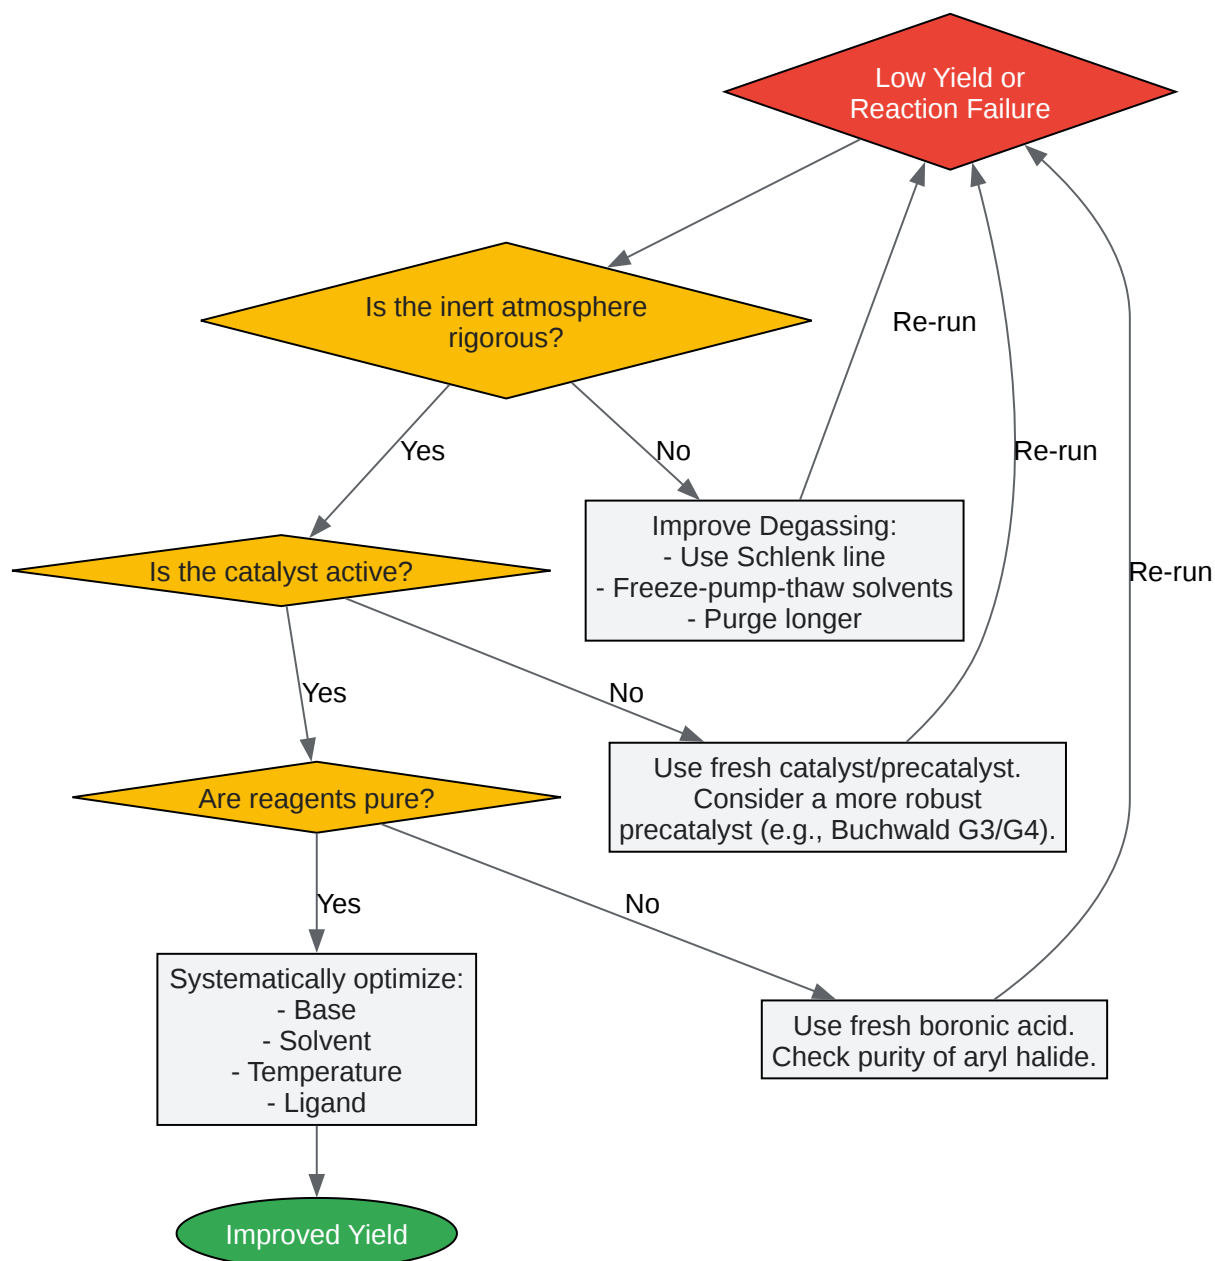 Low Yield or
Reaction Failure
Is the inert atmosphere
rigorous?
Re-run
Yes
No
Re-run
Improve Degassing:
- Use Schlenk line
- Freeze-pump-thaw solvents
- Purge longer
Is the catalyst active?
Re-run
Yes
No
Use fresh catalyst/precatalyst.
Consider a more robust
precatalyst (e.g., Buchwald G3/G4).
Are reagents pure?
Yes
No
Systematically optimize:
- Base
- Solvent
- Temperature
- Ligand
Use fresh boronic acid.
Check purity of aryl halide.
Improved Yield